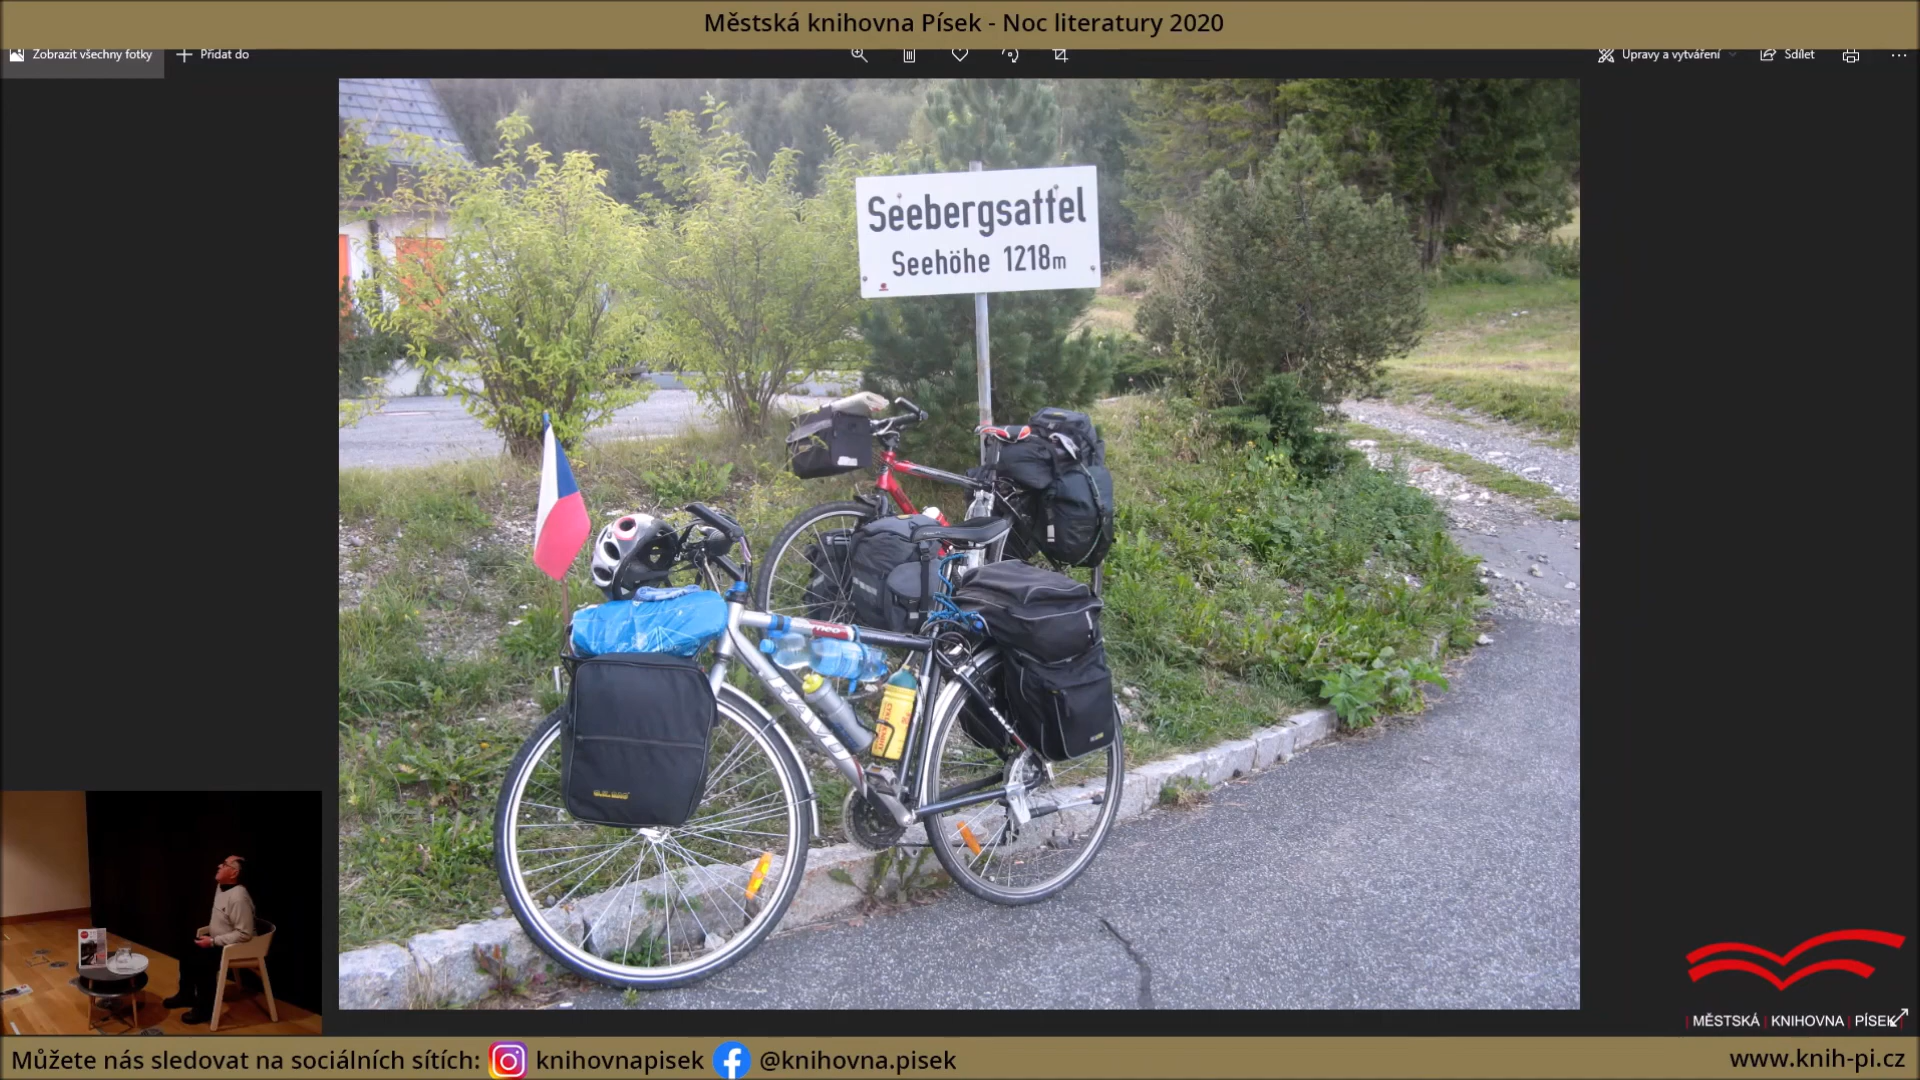 Městská knihovna Písek - Noc literatury 2020
Zobrazit všechny fotky
Přidat do
Úpravy a vytváření
Sdílet
Seebergsattel
Seehöhe 1218m
MĚSTSKÁ KNIHOVNA PÍSEK
Můžete nás sledovat na sociálních sítích: knihovnapisek @knihovna.pisek
www.knih-pi.cz